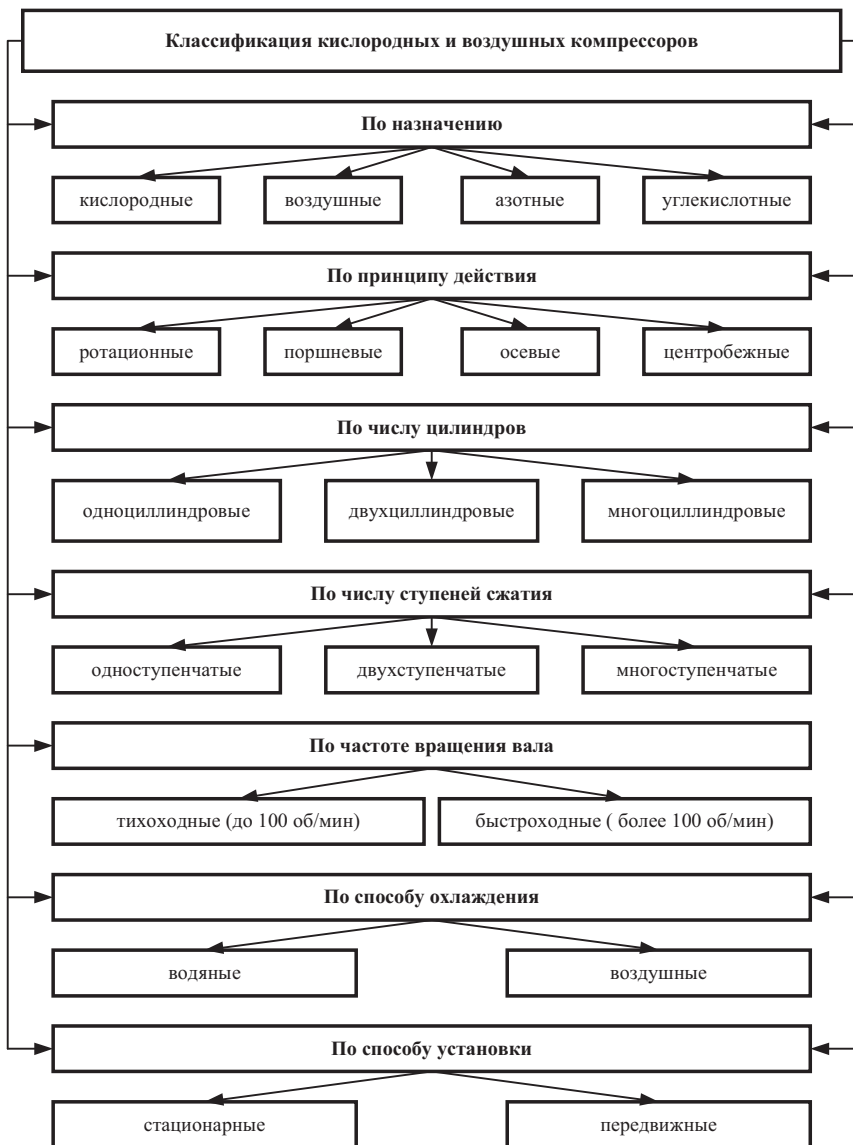 Классификация кислородных и воздушных компрессоров
По назначению
кислородные воздушные азотные углекислотные
По принципу действия
ротационные поршневые осевые центробежные
По числу цилиндров
одноциллиндровые двухциллиндровые многоциллиндровые
По числу ступеней сжатия
одноступенчатые двухступенчатые многоступенчатые
По частоте вращения вала
тихоходные (до 100 об/мин) быстроходные ( более 100 об/мин)
По способу охлаждения
водяные воздушные
По способу установки
стационарные передвижные